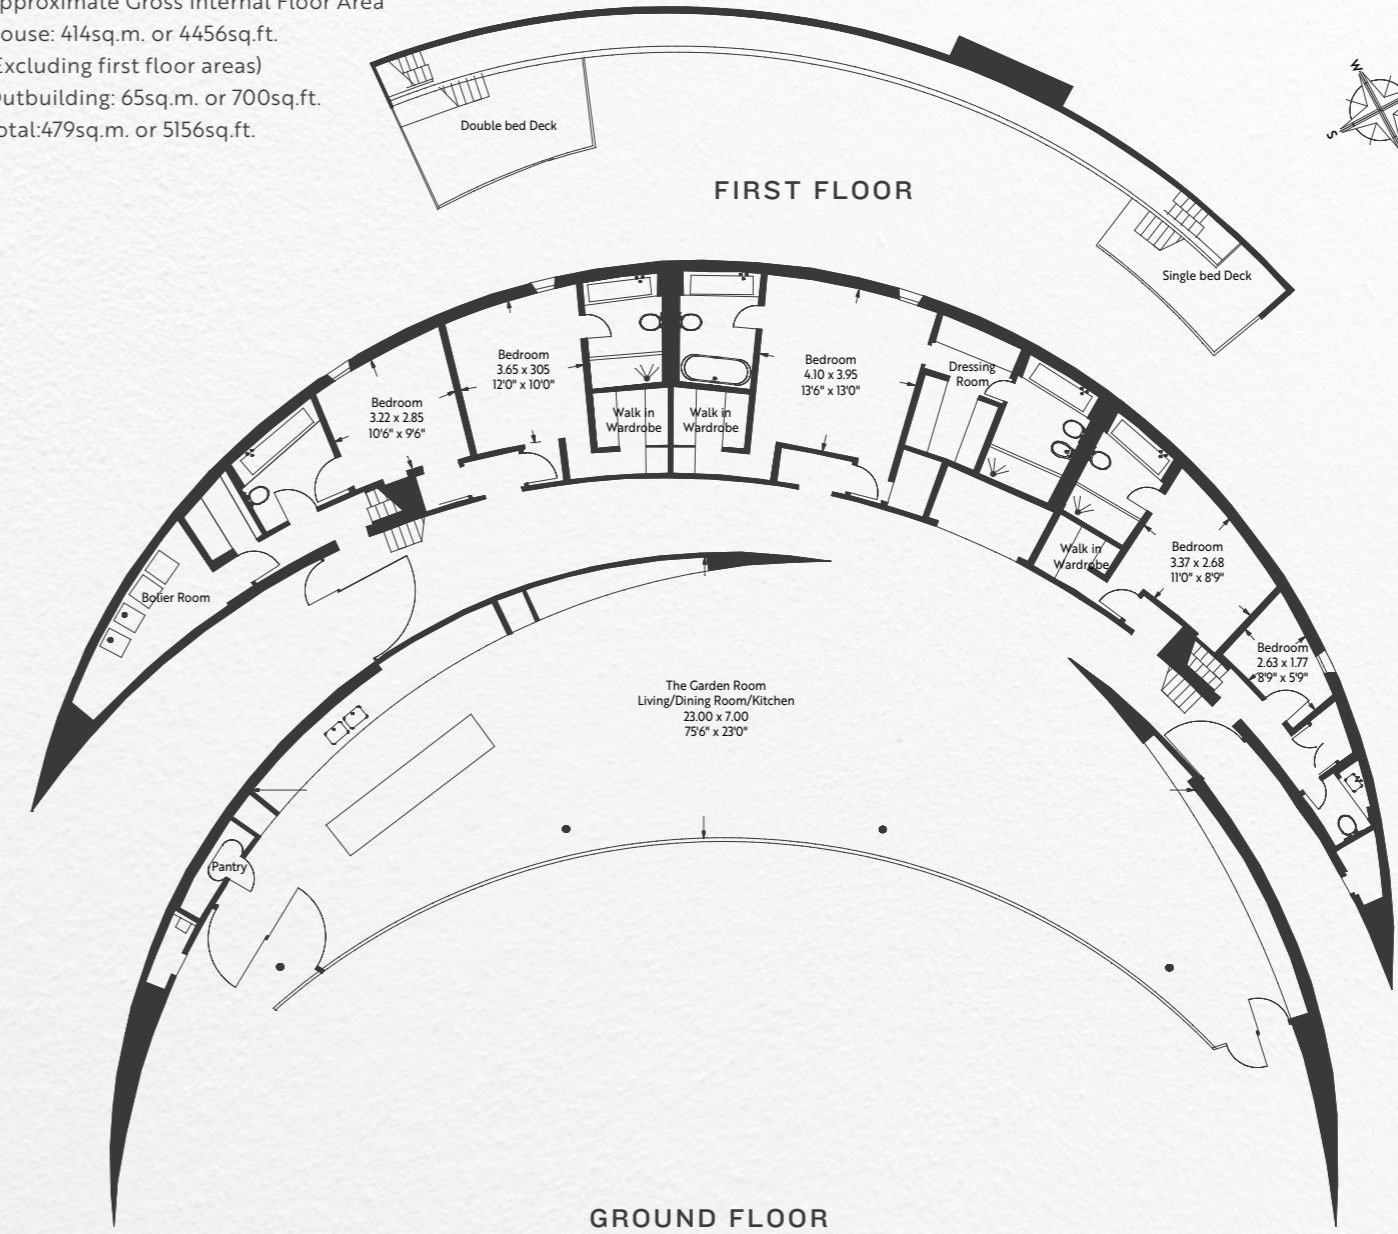 pproximate Gross Internal Floor Area
ouse: 414sq.m. or 4456sq.ft.
Excluding first floor areas)
utbuilding: 65sq.m. or 700sq.ft.
otal:479sq.m. or 5156sq.ft.
W
S
Double bed Deck
FIRST FLOOR
Single bed Deck
Bedroom
3.65 x 305
12'0" x 10'0"
Bedroom
4.10 x 3.95
13'6" x 13'0"
Dressing
Room
Bedroom
3.22 x 2.85
10'6" x 9'6"
Walk in
Wardrobe
Walk in
Wardrobe
Walk in
Wardrobe
Bedroom
3.37 x 2.68
11'0" x 8'9"
Boiler Room
Bedroom
2.63 x 1.77
8'9" x 5'9"
The Garden Room
Living/Dining Room/Kitchen
23.00 x 7.00
75'6" x 23'0"
Pantry
GROUND FLOOR